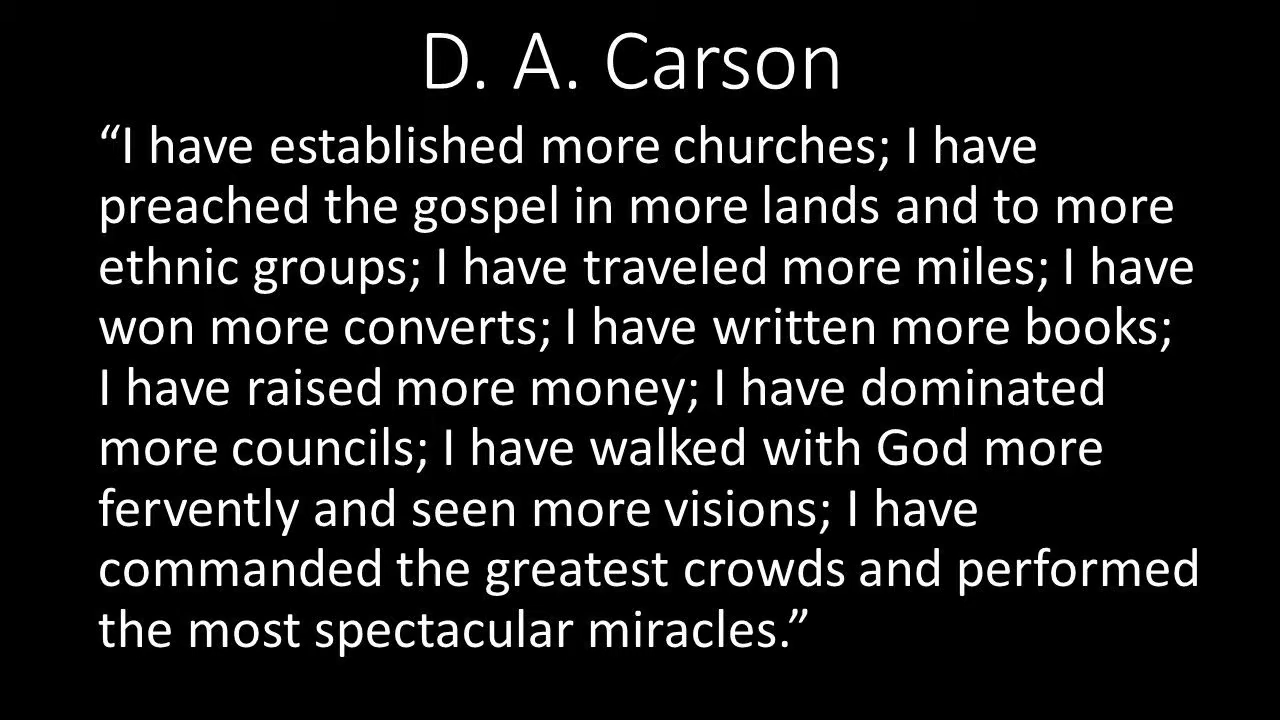 D. A. Carson
“I have established more churches; I have
preached the gospel in more lands and to more
ethnic groups; I have traveled more miles; I have
won more converts; I have written more books;
I have raised more money; I have dominated
more councils; I have walked with God more
fervently and seen more visions; I have
commanded the greatest crowds and performed
the most spectacular miracles.”